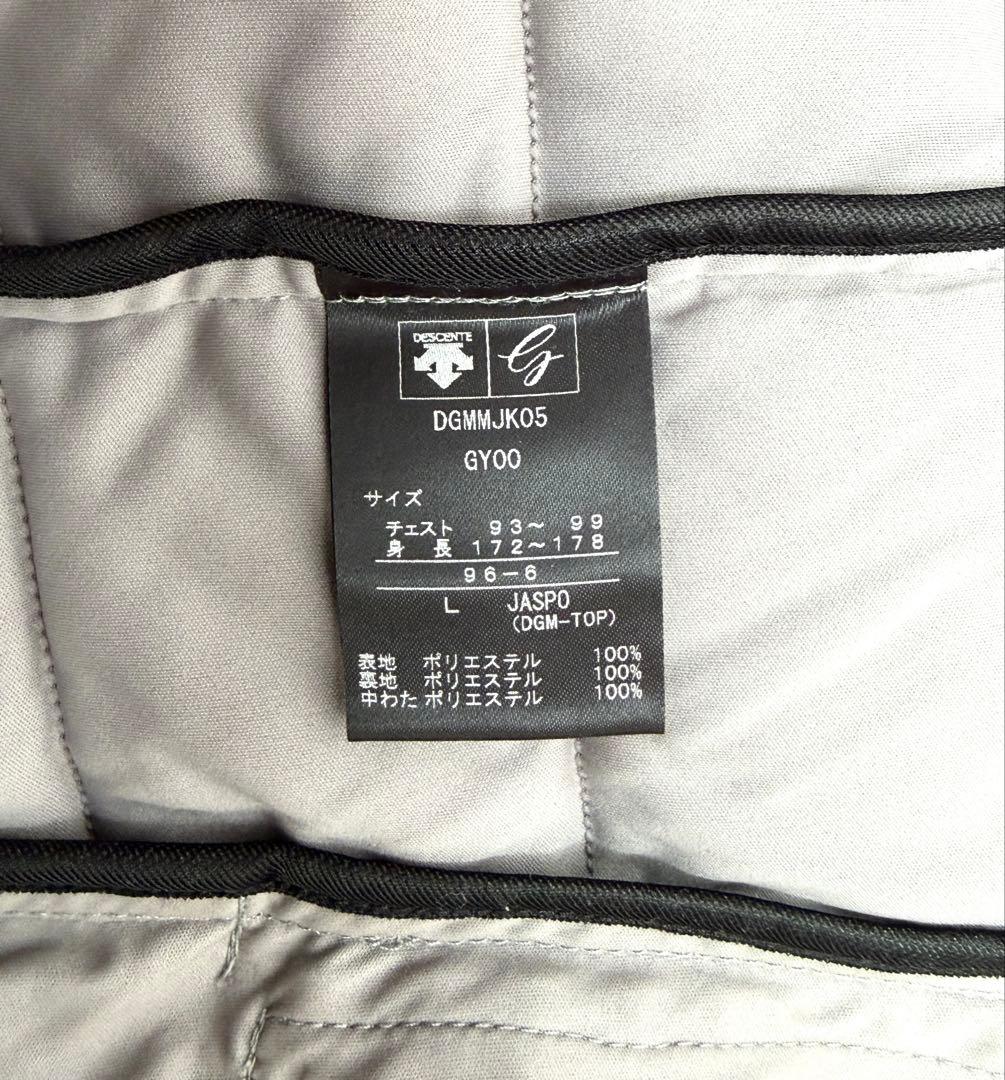 DESCENTE G
DGMMJK05
GY00
サイズ
チェスト 93〜 99
身 長 172〜178
96-6
L JASPO
(DGM-TOP)
表地 ポリエステル 100%
裏地 ポリエステル 100%
中わた ポリエステル 100%